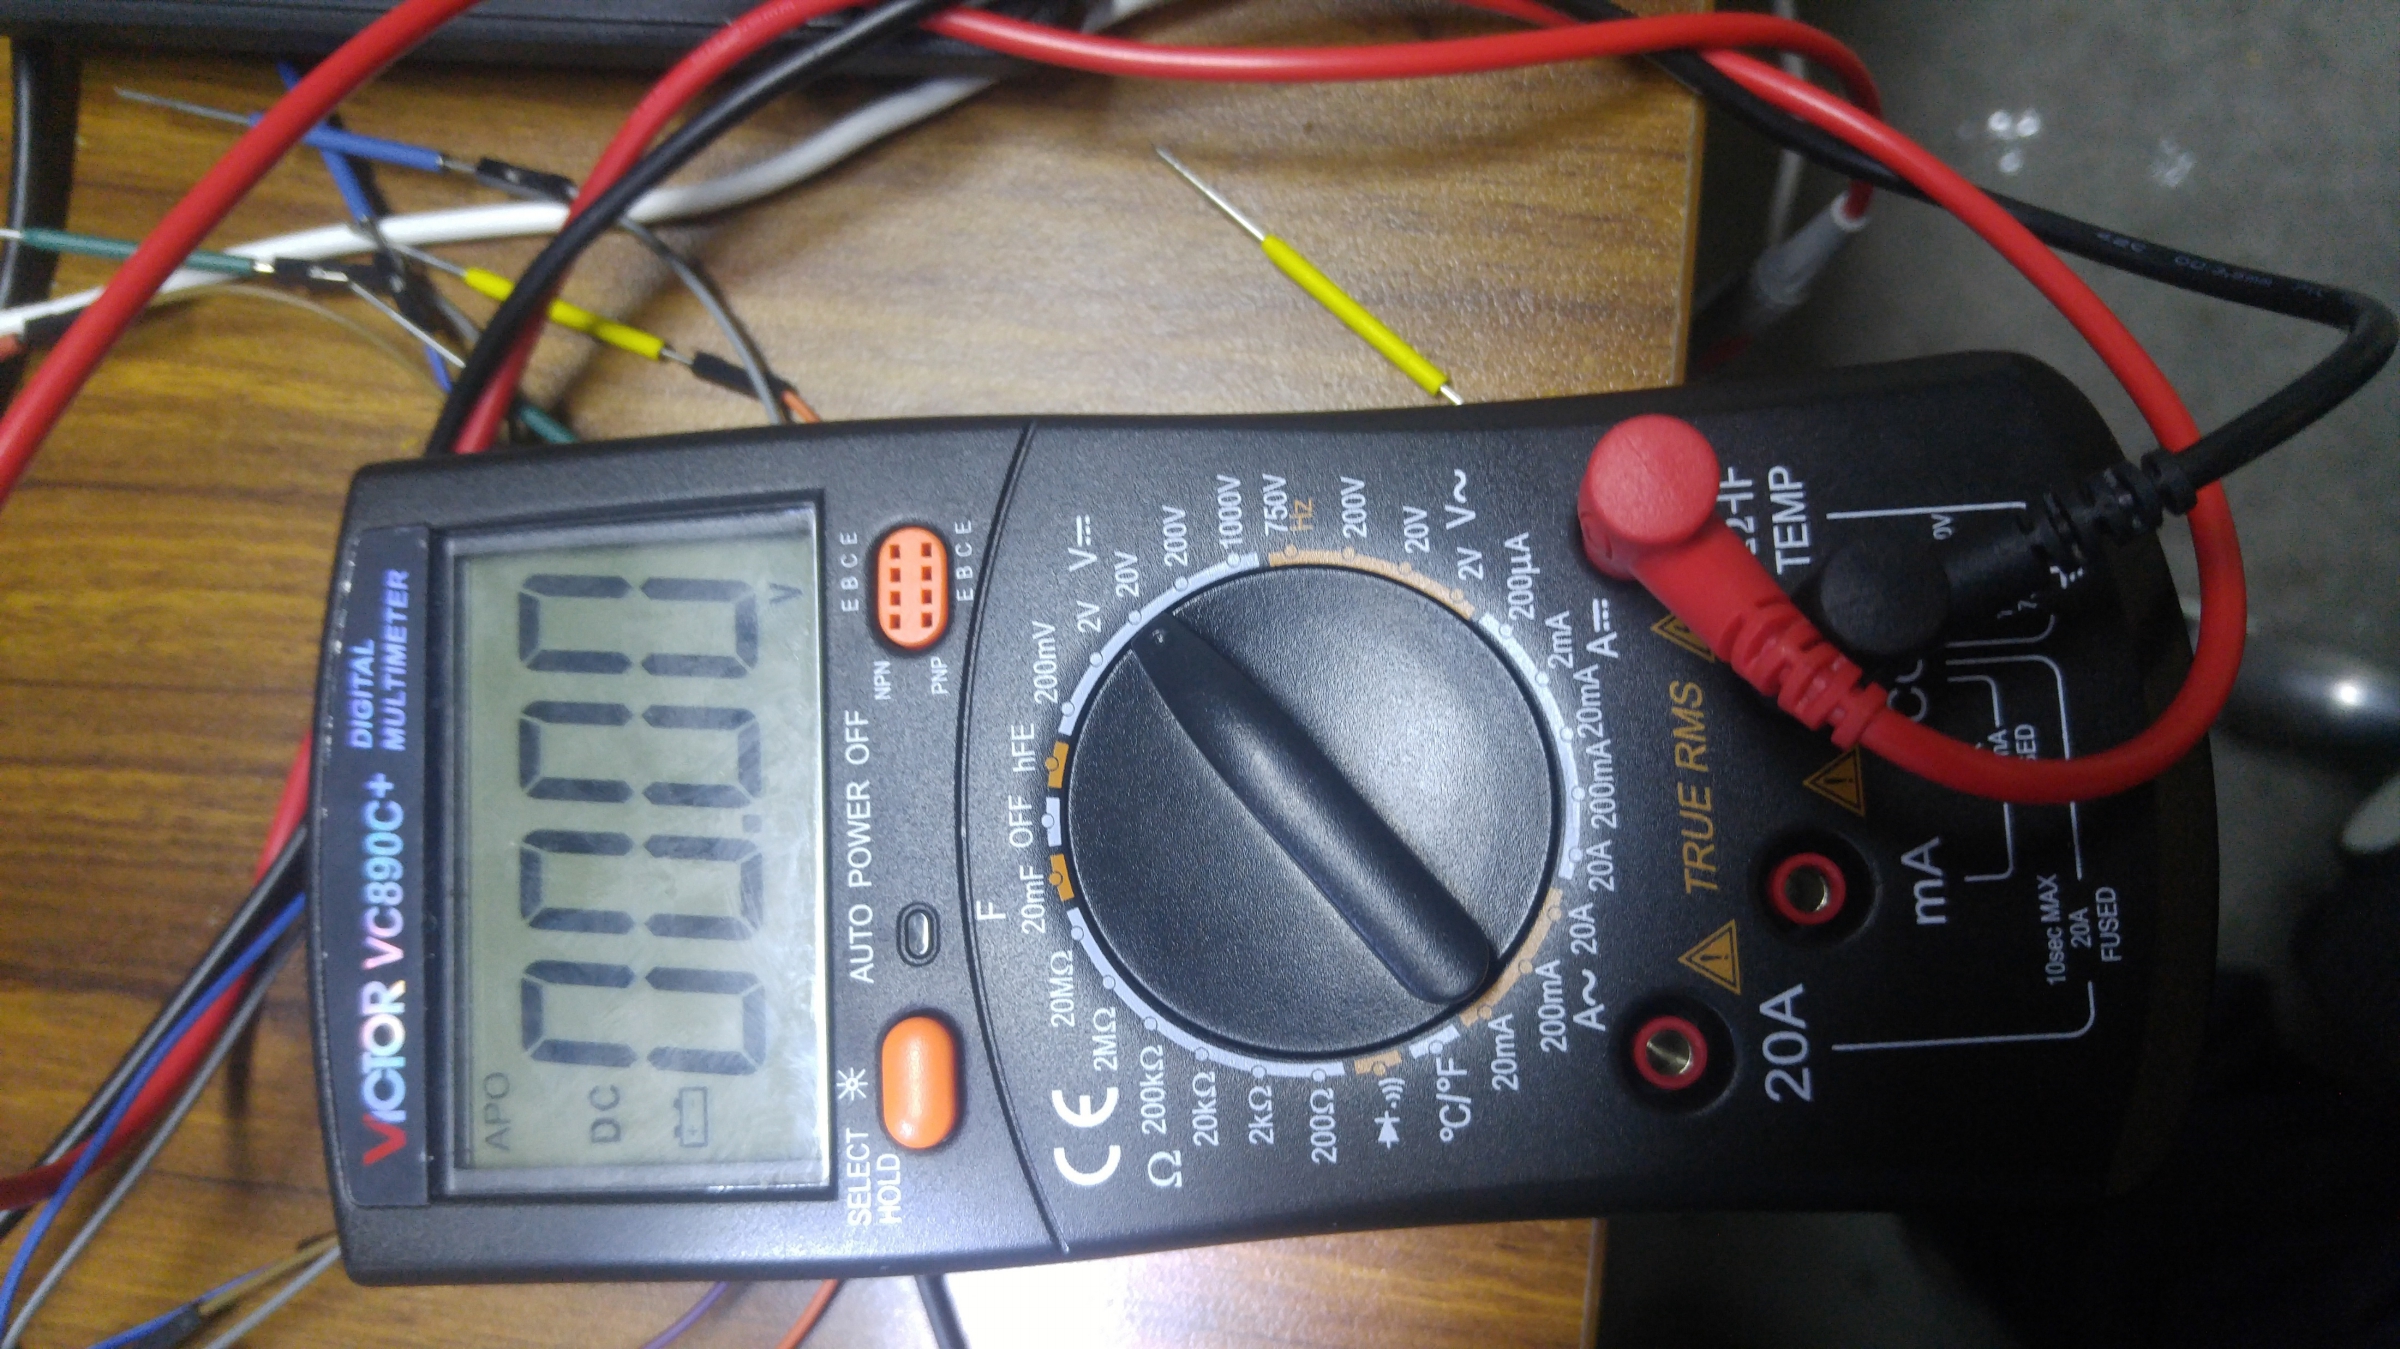 VICTOR VC890C+
DIGITAL
MULTIMETER
APO
DC
00.00
V
SELECT
HOLD
AUTO POWER OFF
NPN
E B C E
PNP
E B C E
CE
F
Ω
20MΩ
2MΩ
200kΩ
20kΩ
2kΩ
200Ω
20mF
OFF
hFE
200mV
2V
20V
V⎓
200V
1000V
750V
Hz
200V
20V
2V
V~
200µA
2mA
20mA
200mA
20A
A⎓
20A
200mA
20mA
A~
°C/°F
TRUE RMS
TEMP
20A
mA
10sec MAX
20A
FUSED